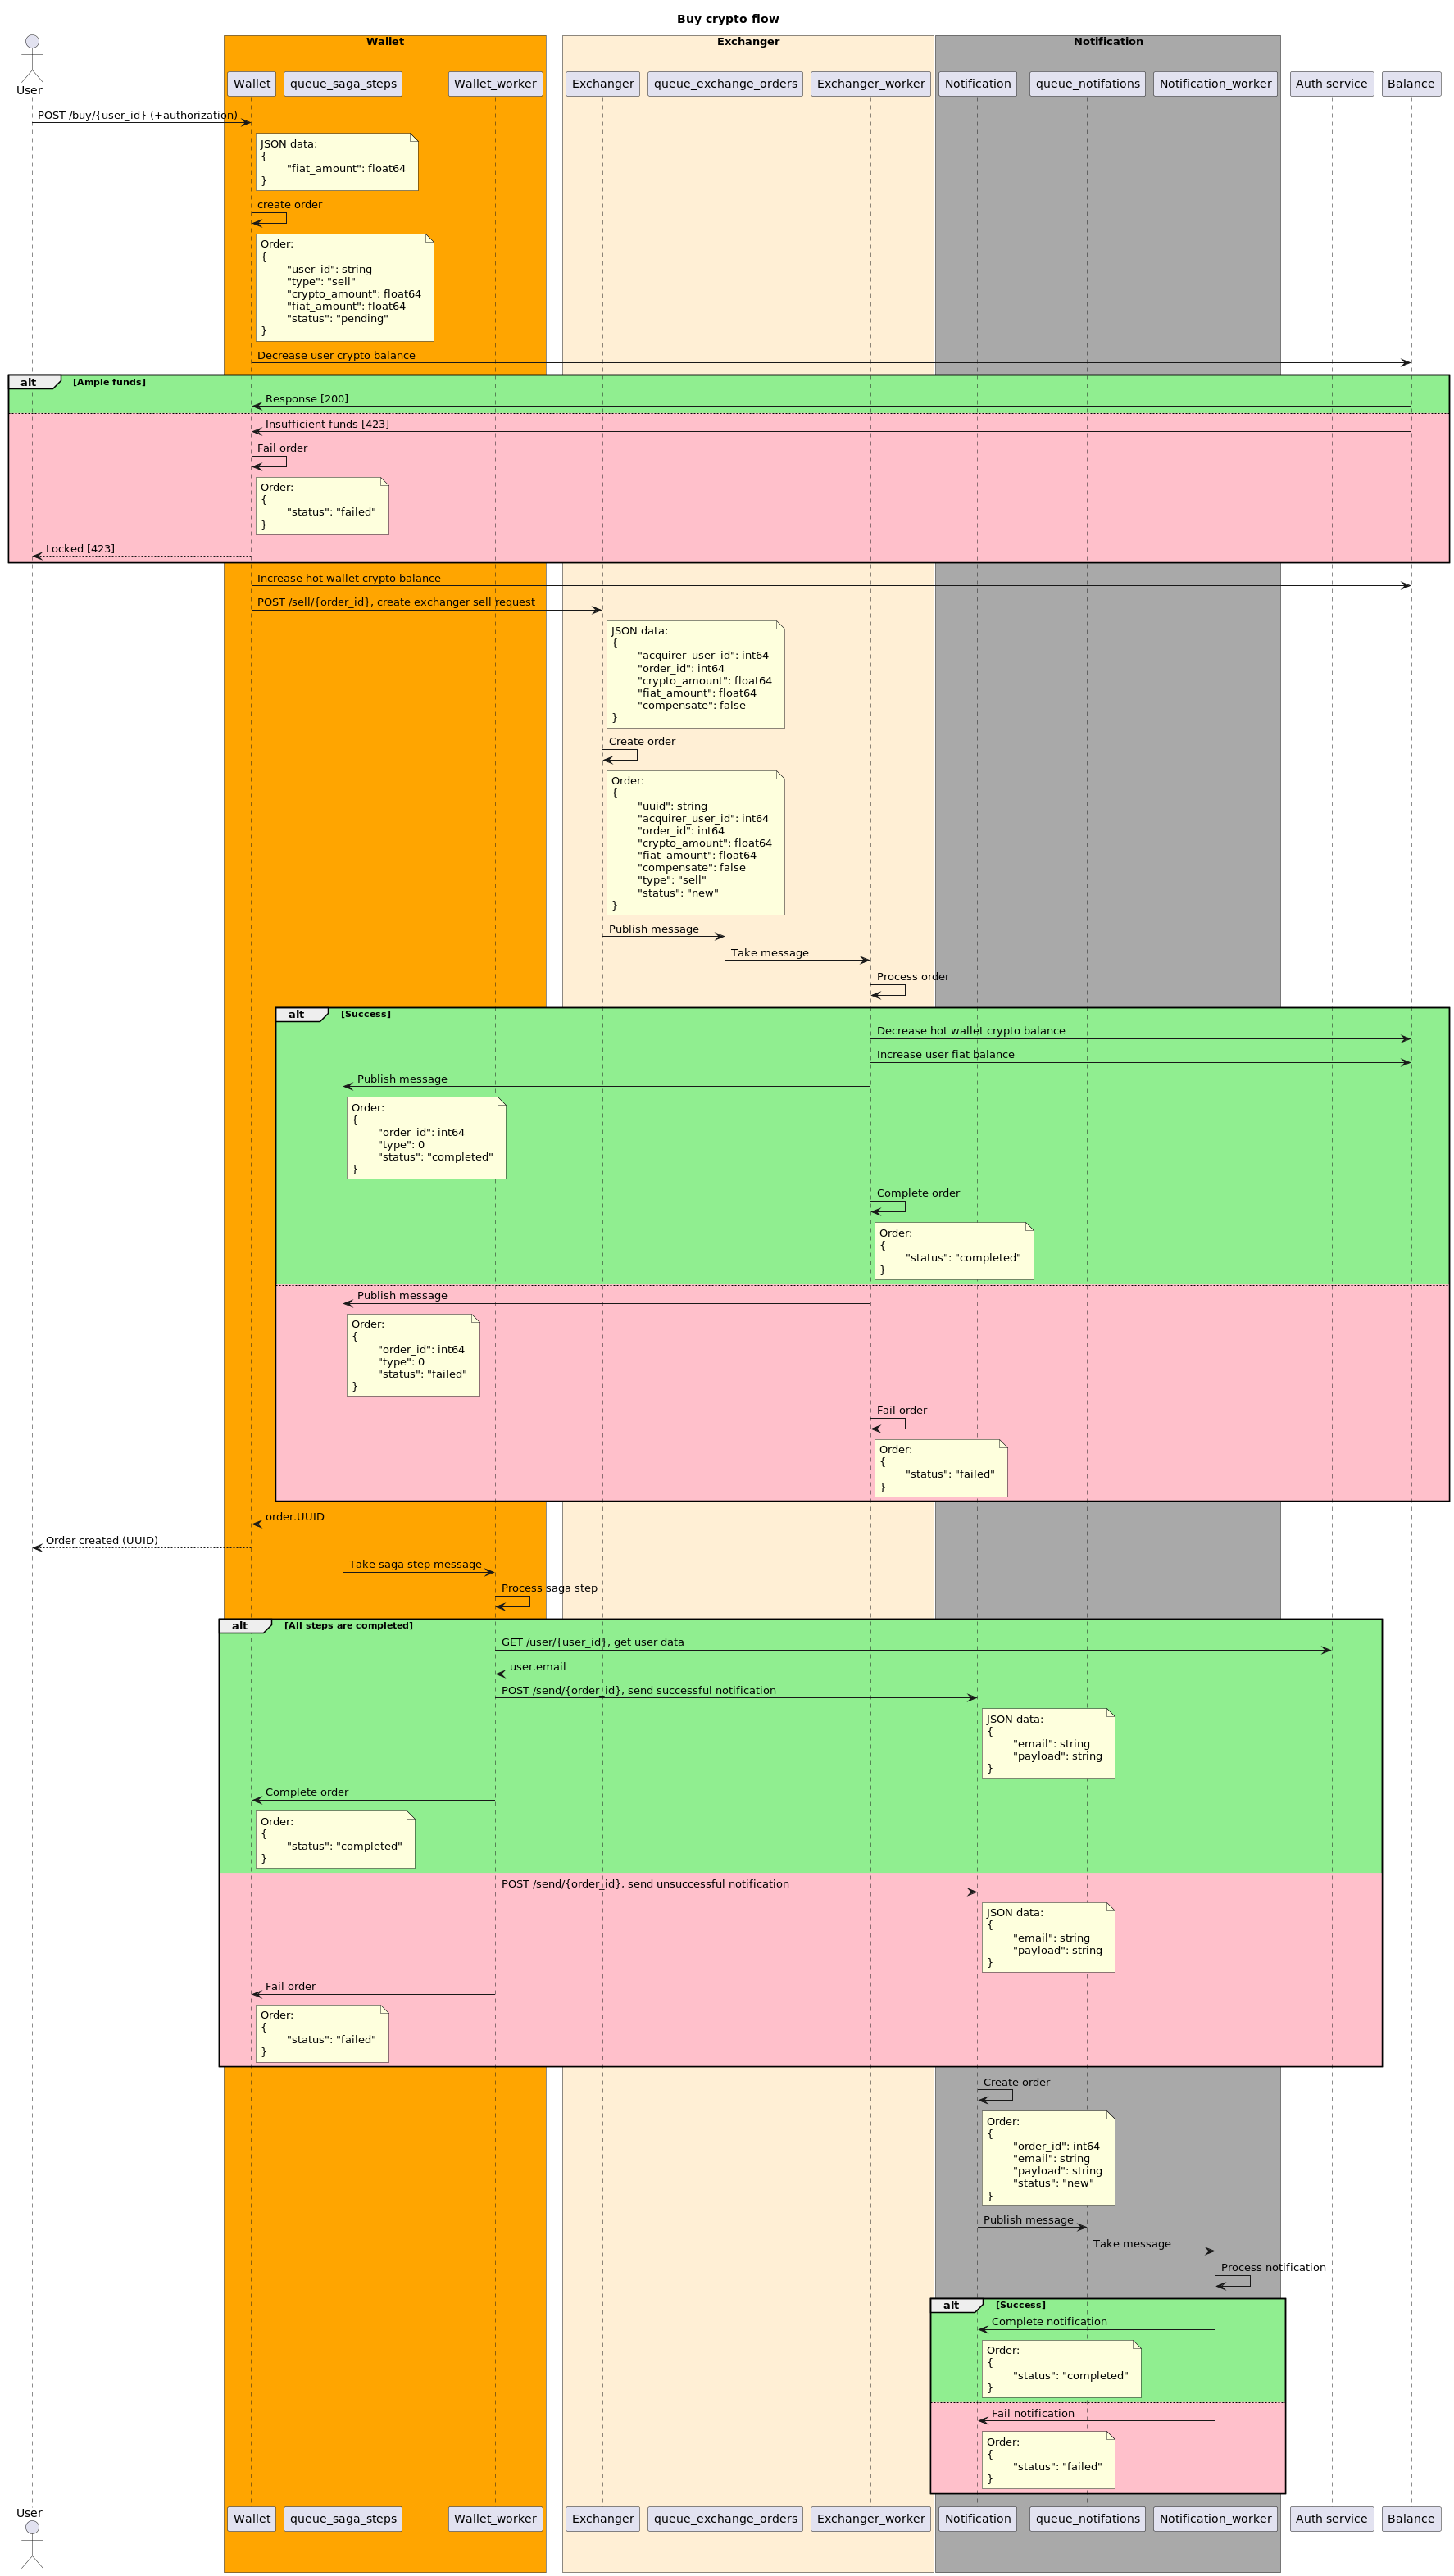 Buy crypto flow
Wallet
Exchanger
Notification
User
Wallet
queue_saga_steps
Wallet_worker
Exchanger
queue_exchange_orders
Exchanger_worker
Notification
queue_notifations
Notification_worker
Auth service
Balance
POST /buy/{user_id} (+authorization)
JSON data:
{
"fiat_amount": float64
}
create order
Order:
{
"user_id": string
"type": "sell"
"crypto_amount": float64
"fiat_amount": float64
"status": "pending"
}
Decrease user crypto balance
alt
[Ample funds]
Response [200]
Insufficient funds [423]
Fail order
Order:
{
"status": "failed"
}
Locked [423]
Increase hot wallet crypto balance
POST /sell/{order_id}, create exchanger sell request
JSON data:
{
"acquirer_user_id": int64
"order_id": int64
"crypto_amount": float64
"fiat_amount": float64
"compensate": false
}
Create order
Order:
{
"uuid": string
"acquirer_user_id": int64
"order_id": int64
"crypto_amount": float64
"fiat_amount": float64
"compensate": false
"type": "sell"
"status": "new"
}
Publish message
Take message
Process order
alt
[Success]
Decrease hot wallet crypto balance
Increase user fiat balance
Publish message
Order:
{
"order_id": int64
"type": 0
"status": "completed"
}
Complete order
Order:
{
"status": "completed"
}
Publish message
Order:
{
"order_id": int64
"type": 0
"status": "failed"
}
Fail order
Order:
{
"status": "failed"
}
order.UUID
Order created (UUID)
Take saga step message
Process saga step
alt
[All steps are completed]
GET /user/{user_id}, get user data
user.email
POST /send/{order_id}, send successful notification
JSON data:
{
"email": string
"payload": string
}
Complete order
Order:
{
"status": "completed"
}
POST /send/{order_id}, send unsuccessful notification
JSON data:
{
"email": string
"payload": string
}
Fail order
Order:
{
"status": "failed"
}
Create order
Order:
{
"order_id": int64
"email": string
"payload": string
"status": "new"
}
Publish message
Take message
Process notification
alt
[Success]
Complete notification
Order:
{
"status": "completed"
}
Fail notification
Order:
{
"status": "failed"
}
User
Wallet
queue_saga_steps
Wallet_worker
Exchanger
queue_exchange_orders
Exchanger_worker
Notification
queue_notifations
Notification_worker
Auth service
Balance